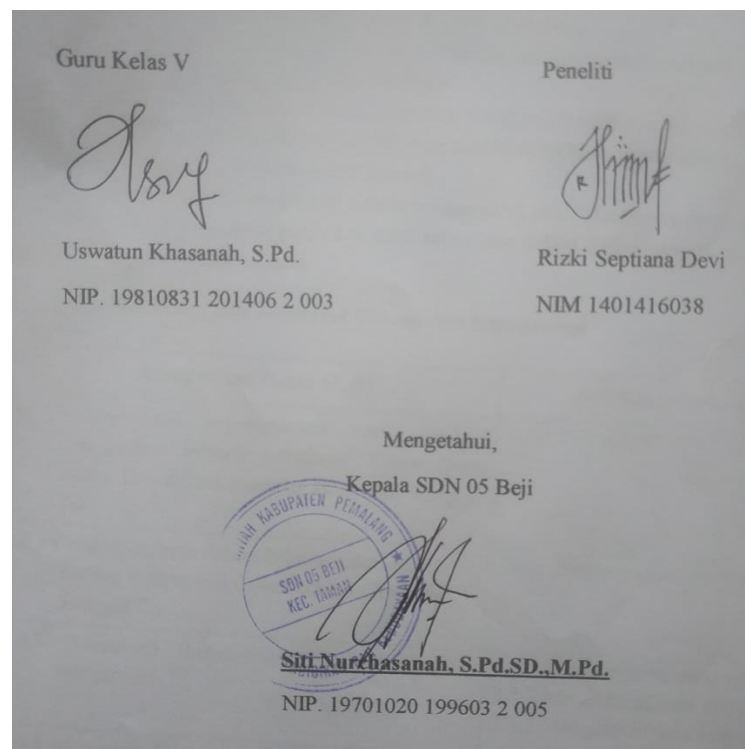 Guru Kelas V
Uswatun Khasanah, S.Pd.
NIP. 19810831 201406 2 003
Peneliti
Rizki Septiana Devi
NIM 1401416038
Mengetahui,
Kepala SDN 05 Beji
KABUPATEN PEMALANG
SDN 05 BEJI
KEC. TAMAN
Siti Nurchasanah, S.Pd.SD.,M.Pd.
NIP. 19701020 199603 2 005